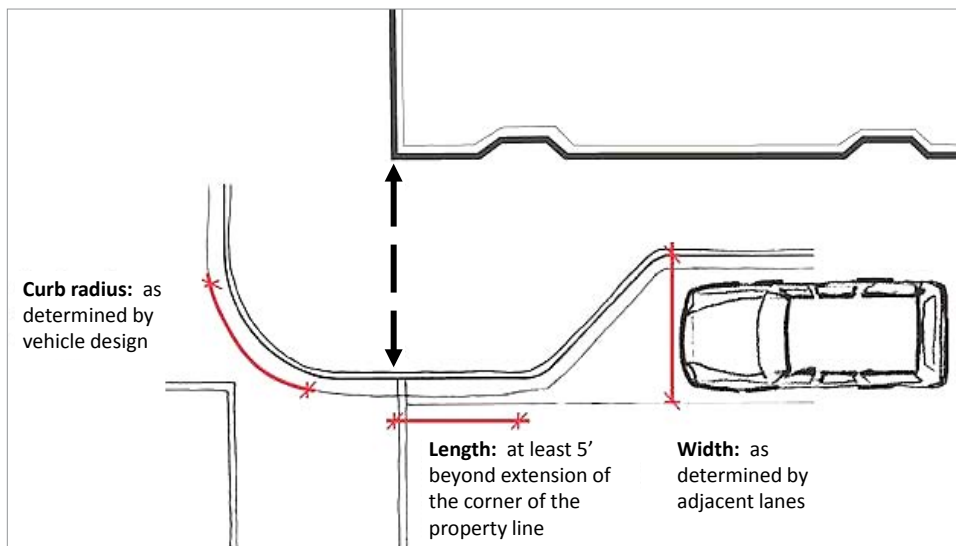 Curb radius: as
determined by
vehicle design
Length: at least 5’
beyond extension of
the corner of the
property line
Width: as
determined by
adjacent lanes